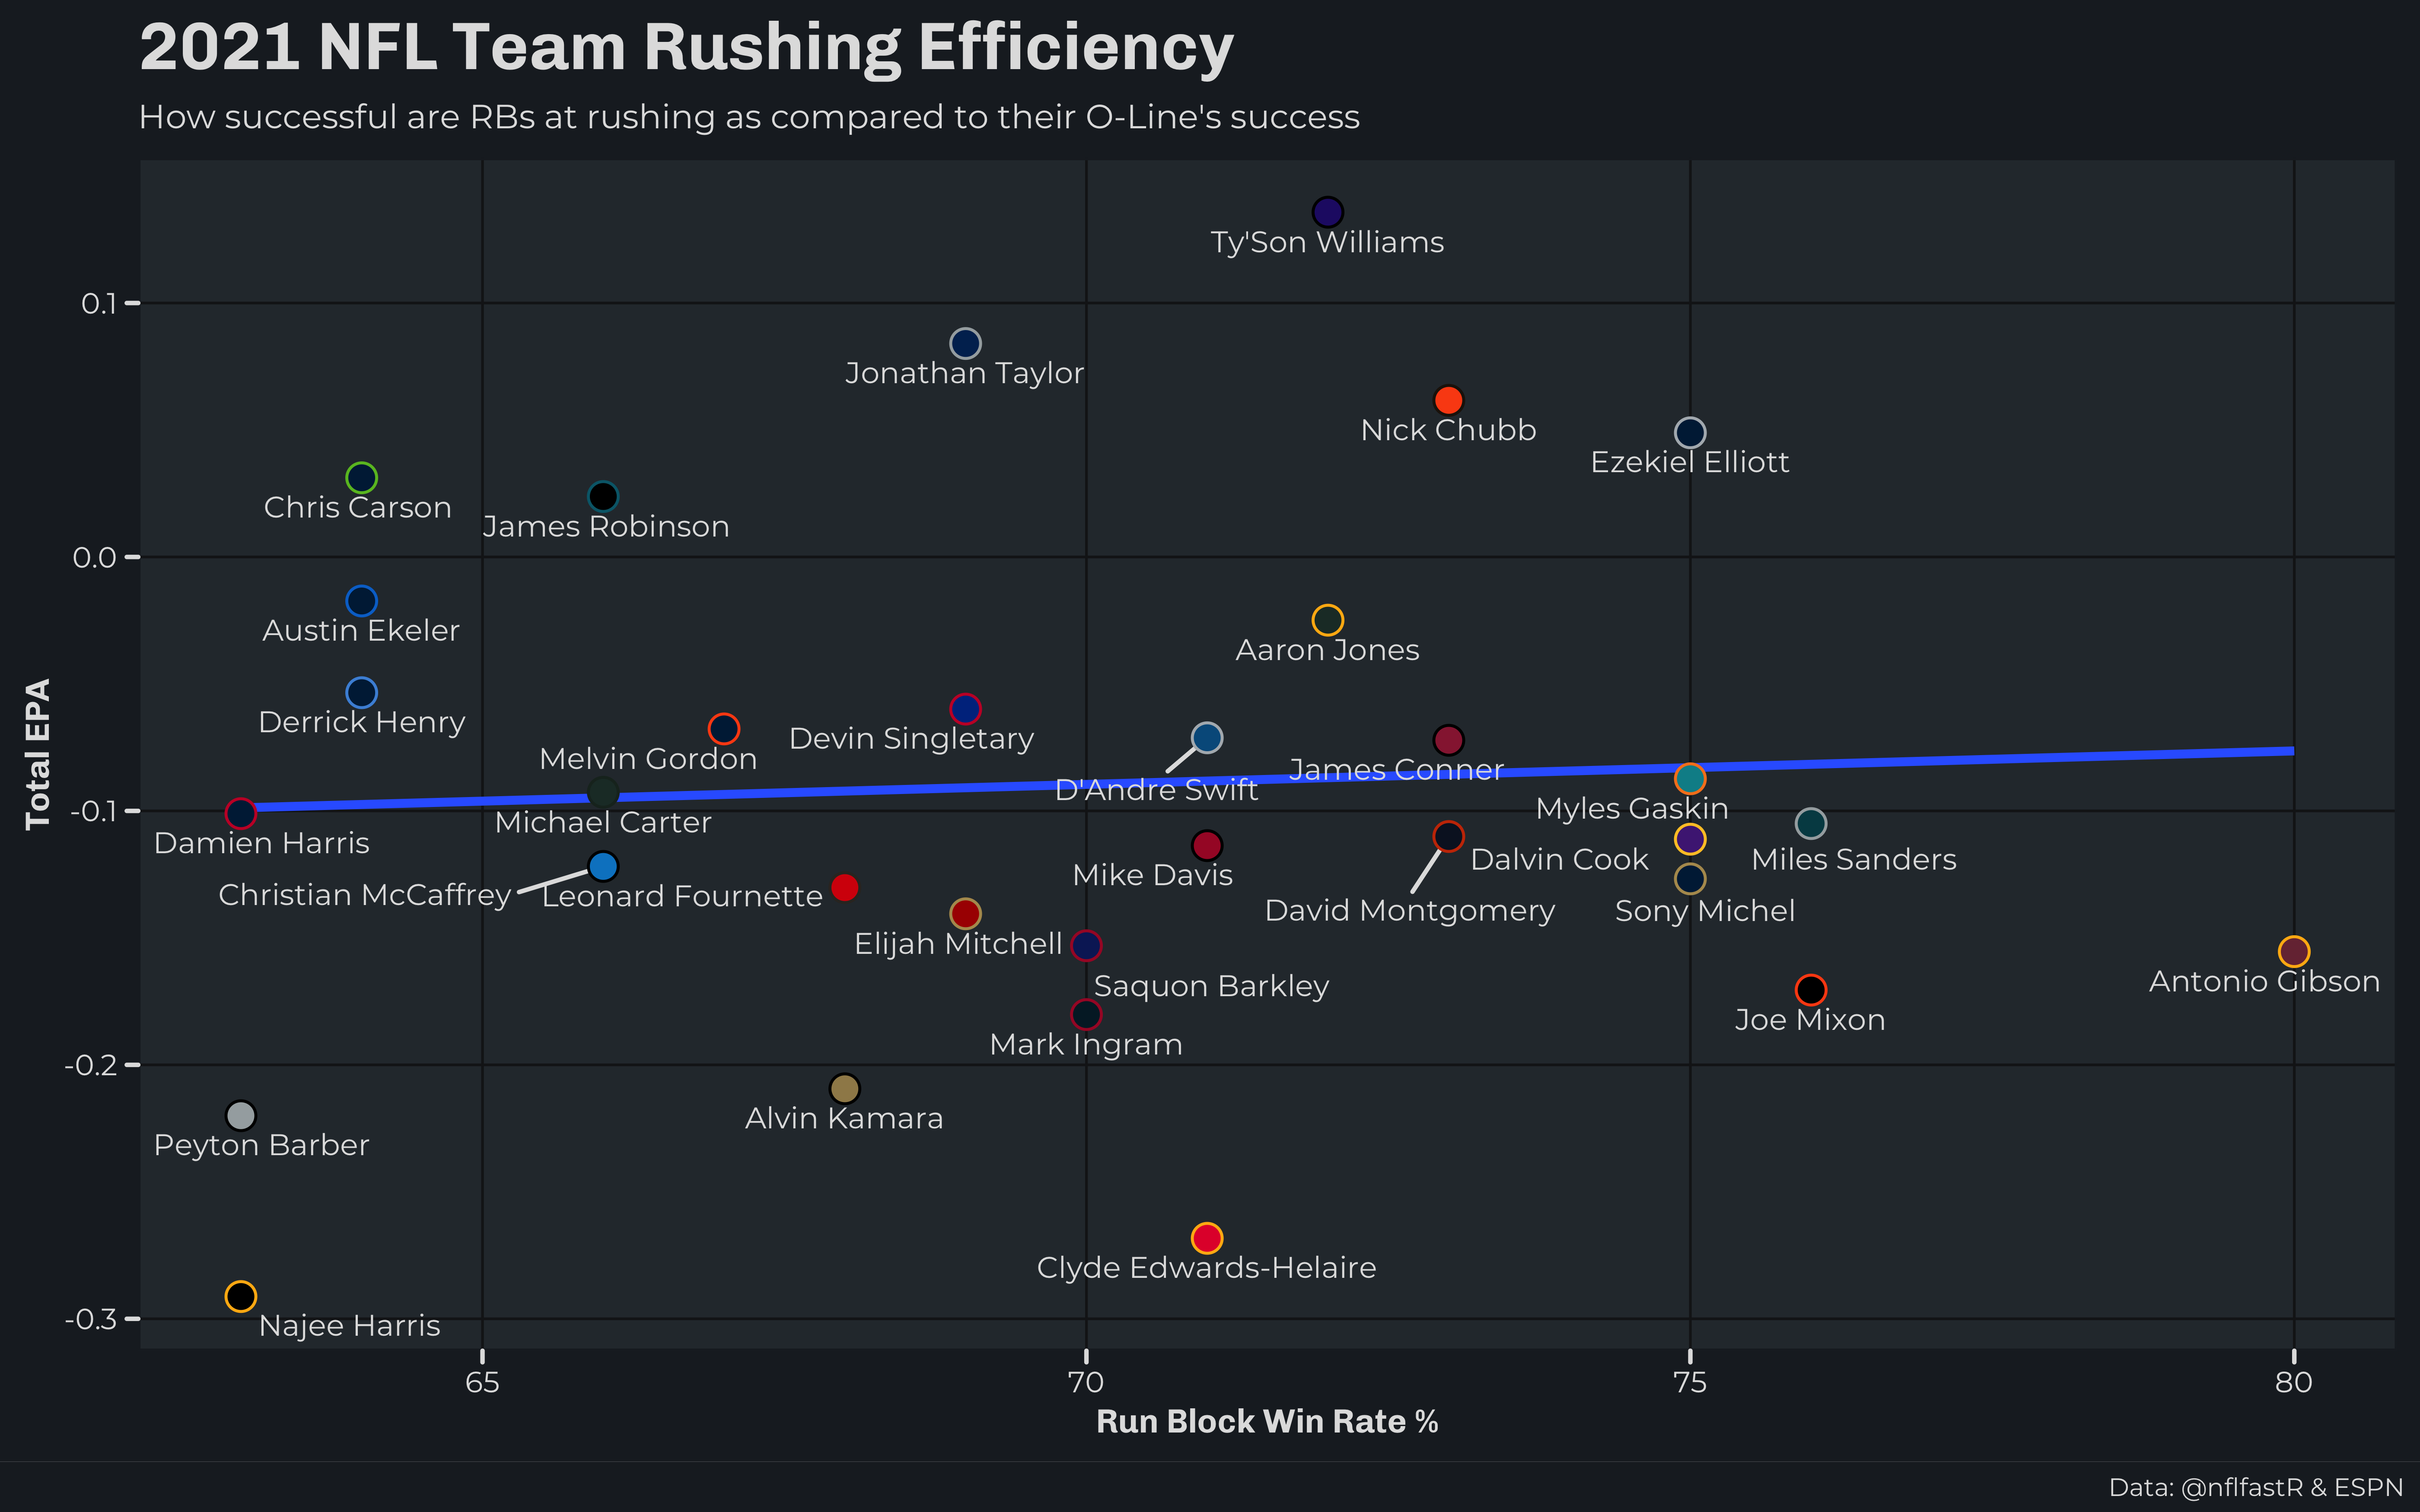 2021 NFL Team Rushing Efficiency
How successful are RBs at rushing as compared to their O-Line's success
Total EPA
0.1
0.0
-0.1
-0.2
-0.3
Ty'Son Williams
Jonathan Taylor
Nick Chubb
Ezekiel Elliott
Chris Carson
James Robinson
Austin Ekeler
Aaron Jones
Derrick Henry
Devin Singletary
Melvin Gordon
James Conner
D'Andre Swift
Myles Gaskin
Michael Carter
Damien Harris
Dalvin Cook
Miles Sanders
Mike Davis
Christian McCaffrey
Leonard Fournette
David Montgomery
Sony Michel
Elijah Mitchell
Antonio Gibson
Saquon Barkley
Joe Mixon
Mark Ingram
Alvin Kamara
Peyton Barber
Clyde Edwards-Helaire
Najee Harris
65
70
75
80
Run Block Win Rate %
Data: @nflfastR & ESPN